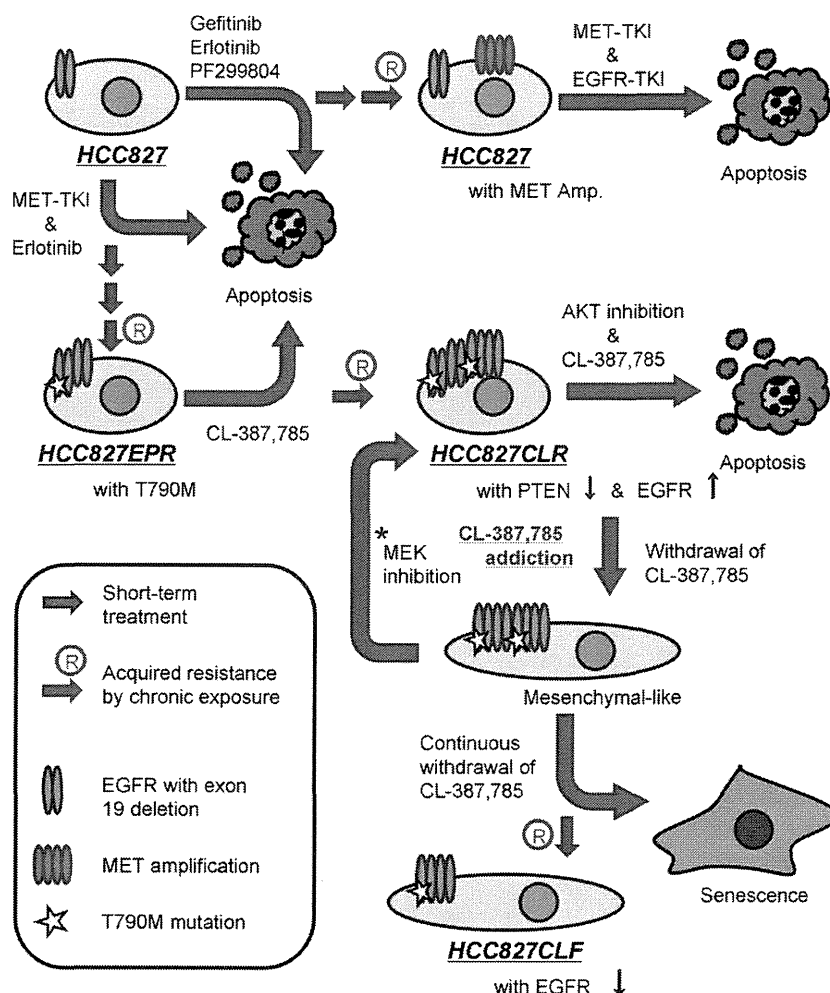 Gefitinib
Erlotinib
PF299804
R
MET-TKI
&
EGFR-TKI
HCC827
HCC827
with MET Amp.
Apoptosis
MET-TKI
&
Erlotinib
R
Apoptosis
CL-387,785
R
AKT inhibition
&
CL-387,785
HCC827EPR
with T790M
HCC827CLR
with PTEN ↓ & EGFR ↑
Apoptosis
*
MEK
inhibition
CL-387,785
addiction
Withdrawal of
CL-387,785
Mesenchymal-like
Continuous
withdrawal of
CL-387,785
R
Senescence
HCC827CLF
with EGFR ↓
Short-term
treatment
R
Acquired resistance
by chronic exposure
EGFR with exon
19 deletion
MET amplification
T790M mutation